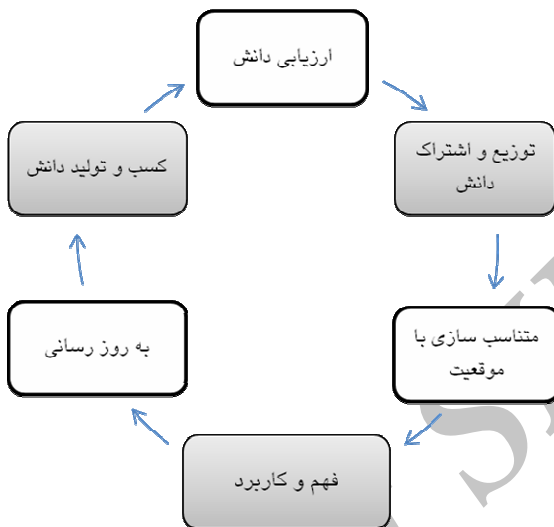 ارزیابی دانش
توزیع و اشتراک
دانش
متناسب سازی با
موقعیت
فهم و کاربرد
به روز رسانی
کسب و تولید دانش